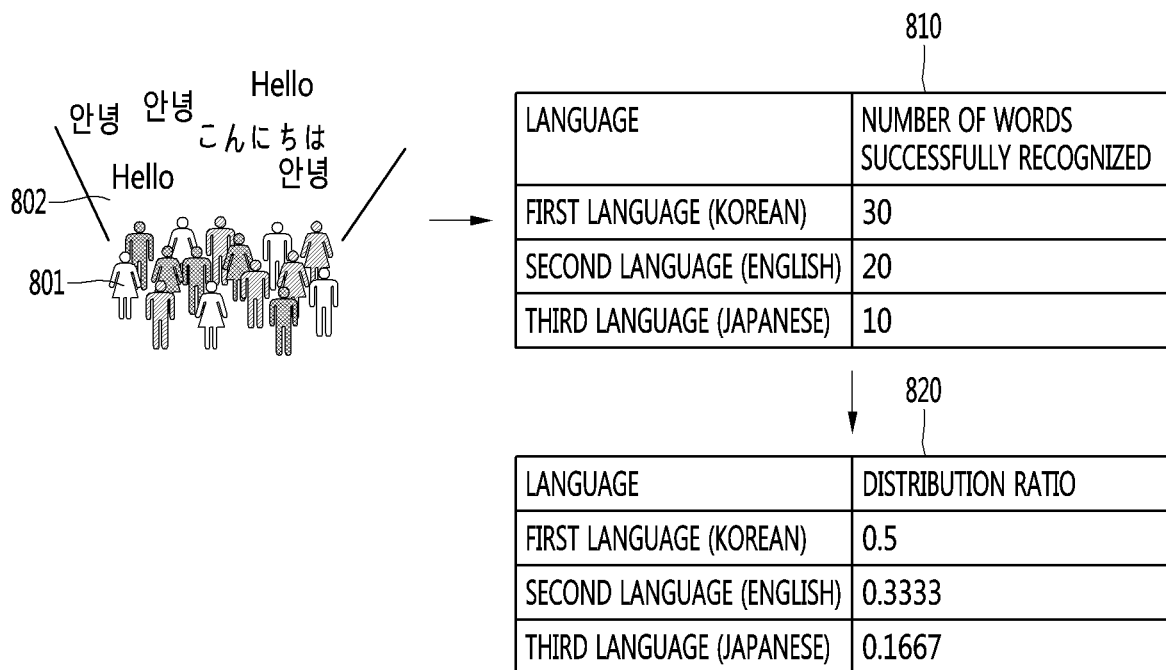 810
안녕
안녕
Hello
こんにちは
안녕
Hello
802
801
LANGUAGE
NUMBER OF WORDS
SUCCESSFULLY RECOGNIZED
FIRST LANGUAGE (KOREAN)
30
SECOND LANGUAGE (ENGLISH)
20
THIRD LANGUAGE (JAPANESE)
10
820
LANGUAGE
DISTRIBUTION RATIO
FIRST LANGUAGE (KOREAN)
0.5
SECOND LANGUAGE (ENGLISH)
0.3333
THIRD LANGUAGE (JAPANESE)
0.1667